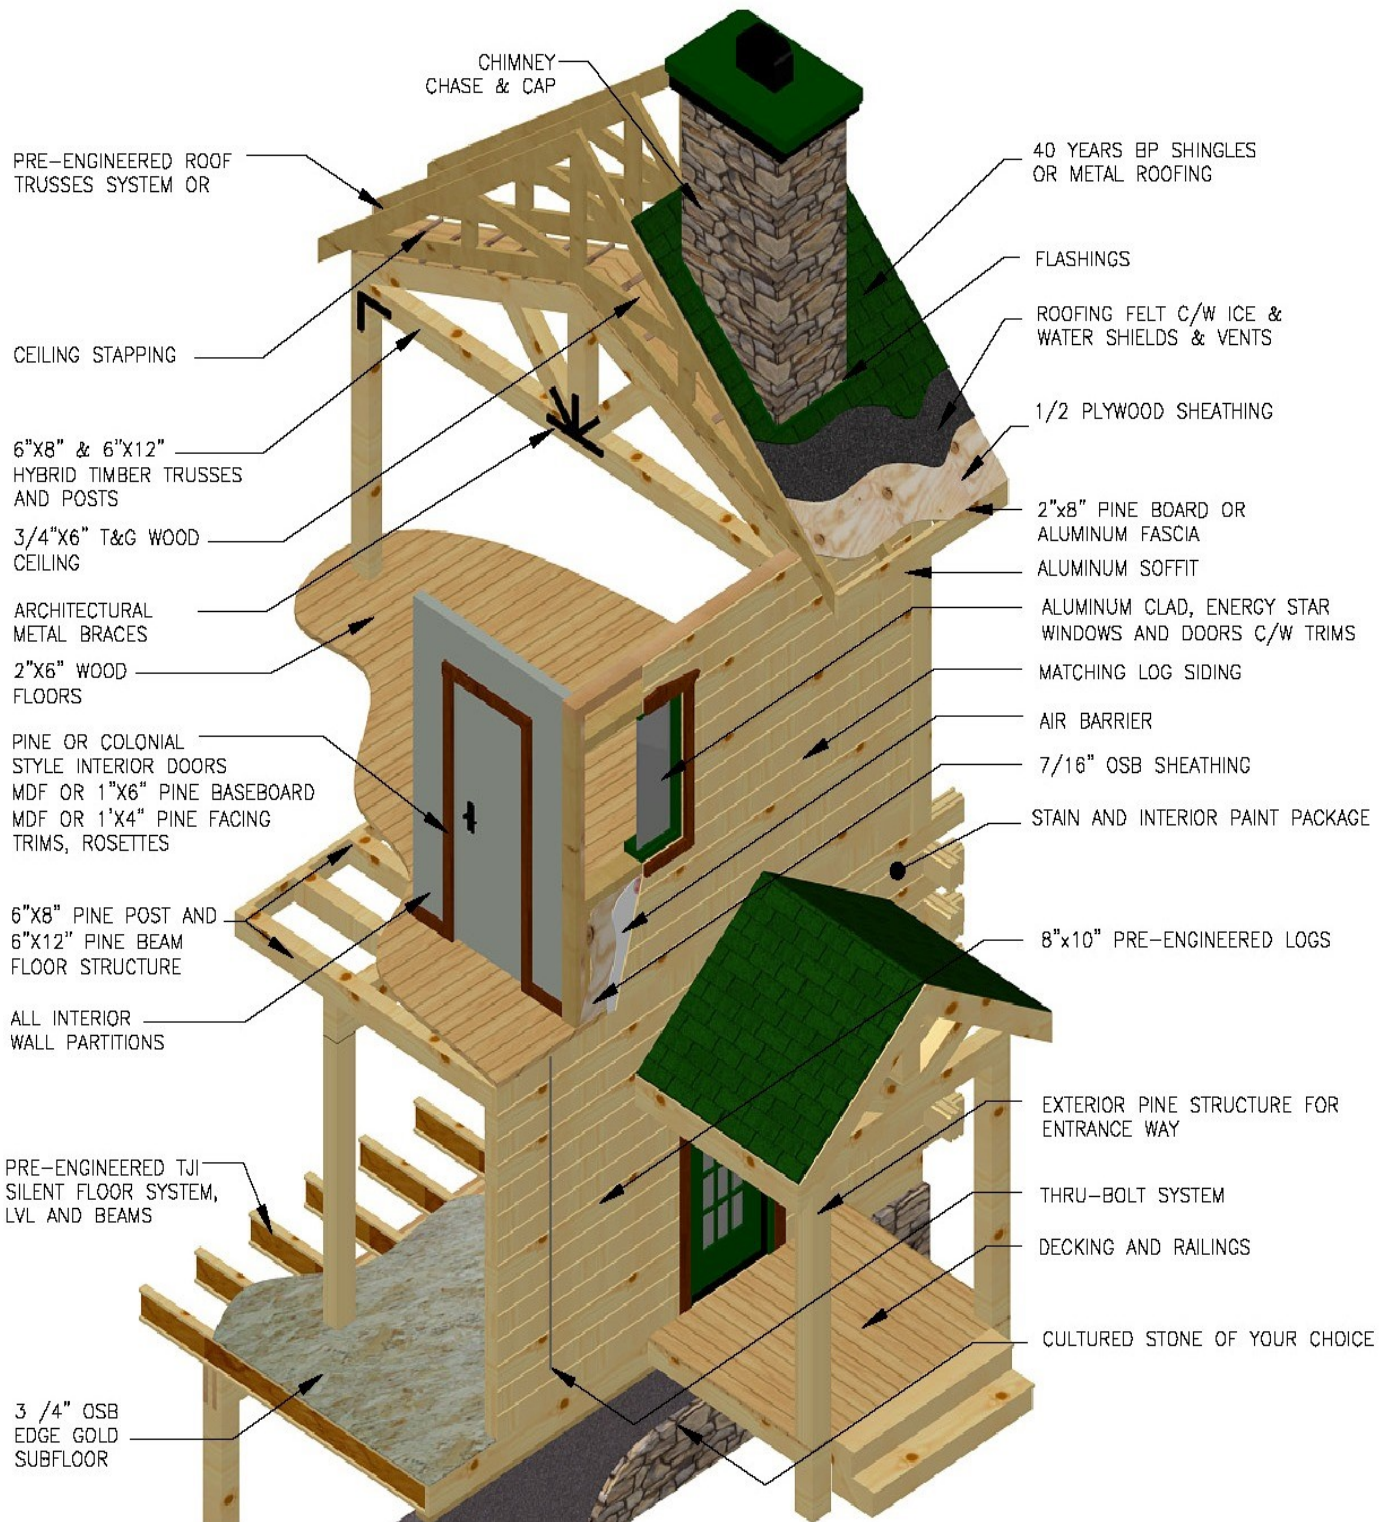 CHIMNEY
CHASE & CAP
PRE-ENGINEERED ROOF
TRUSSES SYSTEM OR
CEILING STAPPING
6"X8" & 6"X12"
HYBRID TIMBER TRUSSES
AND POSTS
3/4"X6" T&G WOOD
CEILING
ARCHITECTURAL
METAL BRACES
2"X6" WOOD
FLOORS
PINE OR COLONIAL
STYLE INTERIOR DOORS
MDF OR 1"X6" PINE BASEBOARD
MDF OR 1'X4" PINE FACING
TRIMS, ROSETTES
6"X8" PINE POST AND
6"X12" PINE BEAM
FLOOR STRUCTURE
ALL INTERIOR
WALL PARTITIONS
PRE-ENGINEERED TJI
SILENT FLOOR SYSTEM,
LVL AND BEAMS
3 /4" OSB
EDGE GOLD
SUBFLOOR
40 YEARS BP SHINGLES
OR METAL ROOFING
FLASHINGS
ROOFING FELT C/W ICE &
WATER SHIELDS & VENTS
1/2 PLYWOOD SHEATHING
2"x8" PINE BOARD OR
ALUMINUM FASCIA
ALUMINUM SOFFIT
ALUMINUM CLAD, ENERGY STAR
WINDOWS AND DOORS C/W TRIMS
MATCHING LOG SIDING
AIR BARRIER
7/16" OSB SHEATHING
STAIN AND INTERIOR PAINT PACKAGE
8"x10" PRE-ENGINEERED LOGS
EXTERIOR PINE STRUCTURE FOR
ENTRANCE WAY
THRU-BOLT SYSTEM
DECKING AND RAILINGS
CULTURED STONE OF YOUR CHOICE